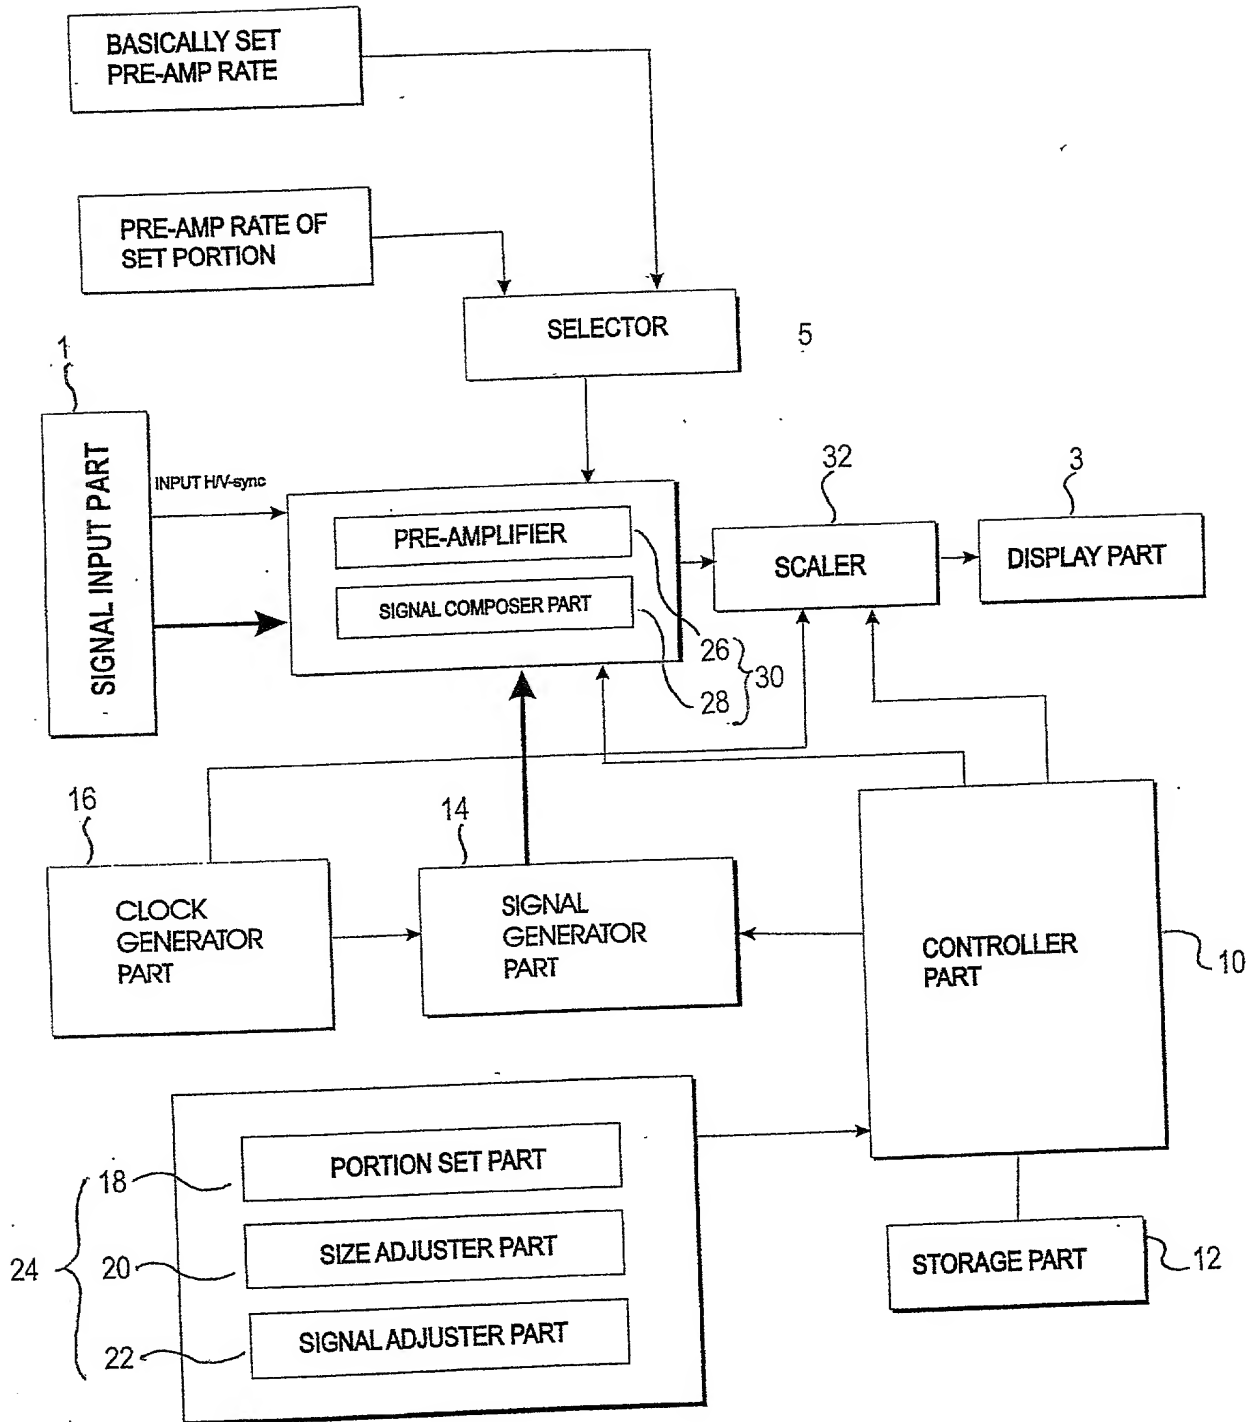 BASICALLY SET
PRE-AMP RATE
PRE-AMP RATE OF
SET PORTION
SELECTOR
5
1
SIGNAL INPUT PART
INPUT H/V-sync
PRE-AMPLIFIER
SIGNAL COMPOSER PART
32
SCALER
3
DISPLAY PART
26
28
30
16
CLOCK
GENERATOR
PART
14
SIGNAL
GENERATOR
PART
CONTROLLER
PART
10
18
PORTION SET PART
24
20
SIZE ADJUSTER PART
22
SIGNAL ADJUSTER PART
STORAGE PART
12